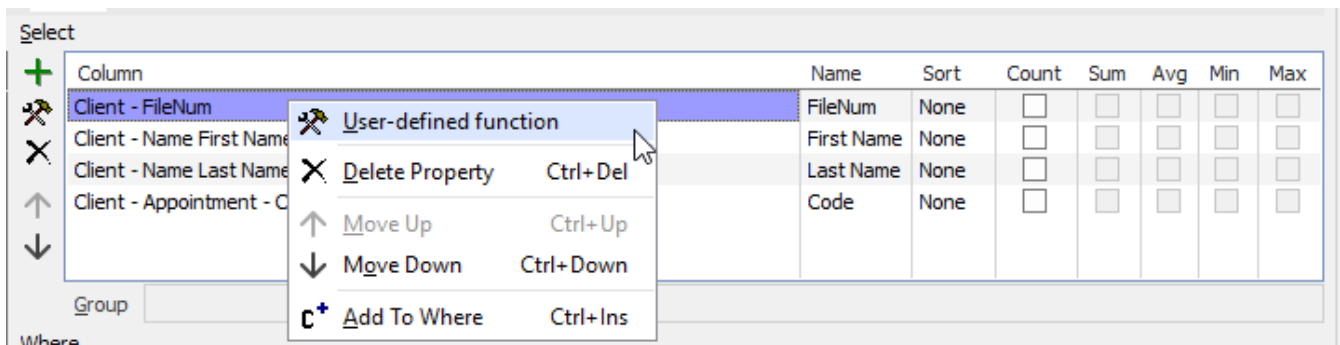 Select
Column Name Sort Count Sum Avg Min Max
Client - FileNum FileNum None
User-defined function
Client - Name First Name First Name None
Delete Property Ctrl+Del
Client - Name Last Name Last Name None
Client - Appointment - C Code None
Move Up Ctrl+Up
Move Down Ctrl+Down
Group
Add To Where Ctrl+Ins
Where